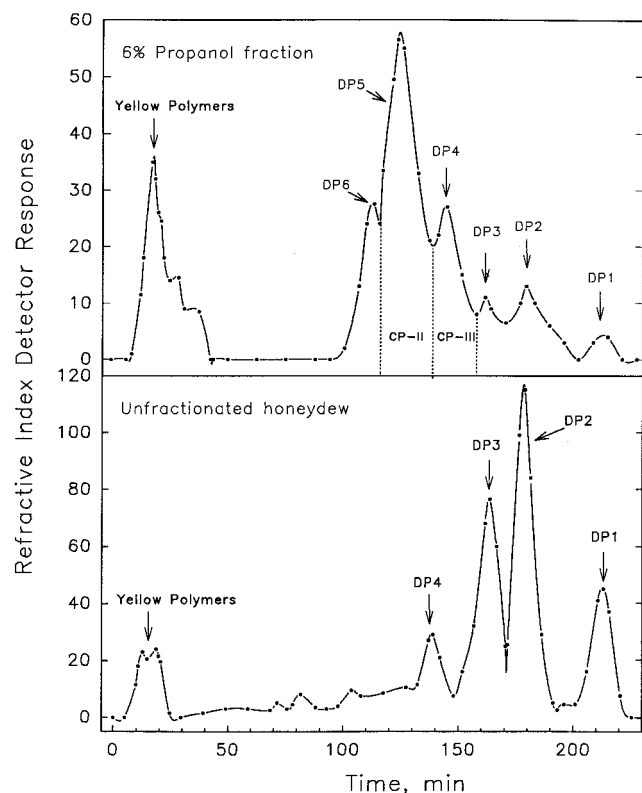 Refractive Index Detector Response
60
50
40
30
20
10
0
6% Propanol fraction
Yellow Polymers
DP6
DP5
DP4
DP3
DP2
DP1
CP-II
CP-III
120
100
80
60
40
20
0
Unfractionated honeydew
Yellow Polymers
DP4
DP3
DP2
DP1
0 50 100 150 200
Time, min